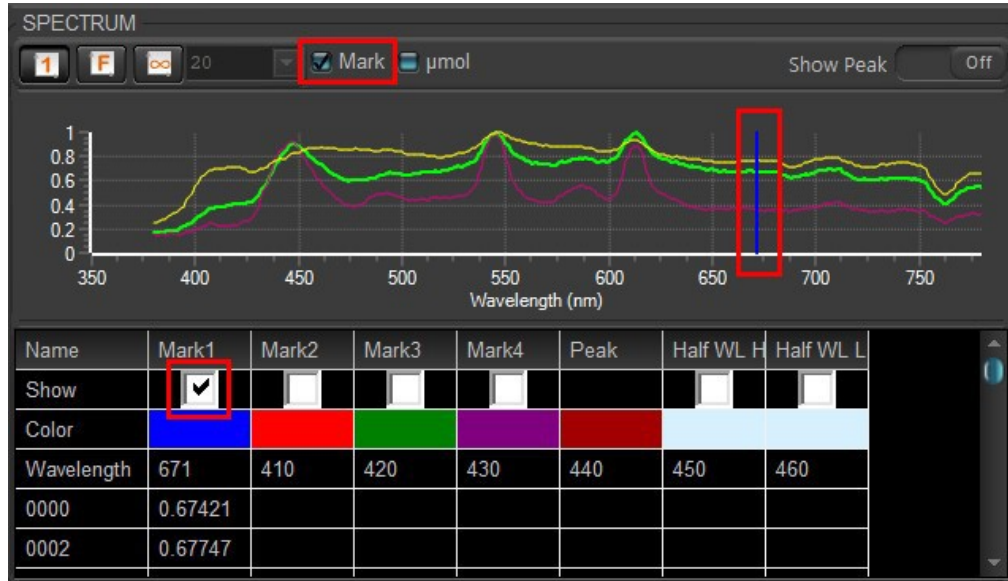 SPECTRUM
1 F ∞ 20 Mark µmol Show Peak Off
1
0.8
0.6
0.4
0.2
0
350 400 450 500 550 600 650 700 750
Wavelength (nm)
Name Mark1 Mark2 Mark3 Mark4 Peak Half WL H Half WL L
Show
Color
Wavelength 671 410 420 430 440 450 460
0000 0.67421
0002 0.67747